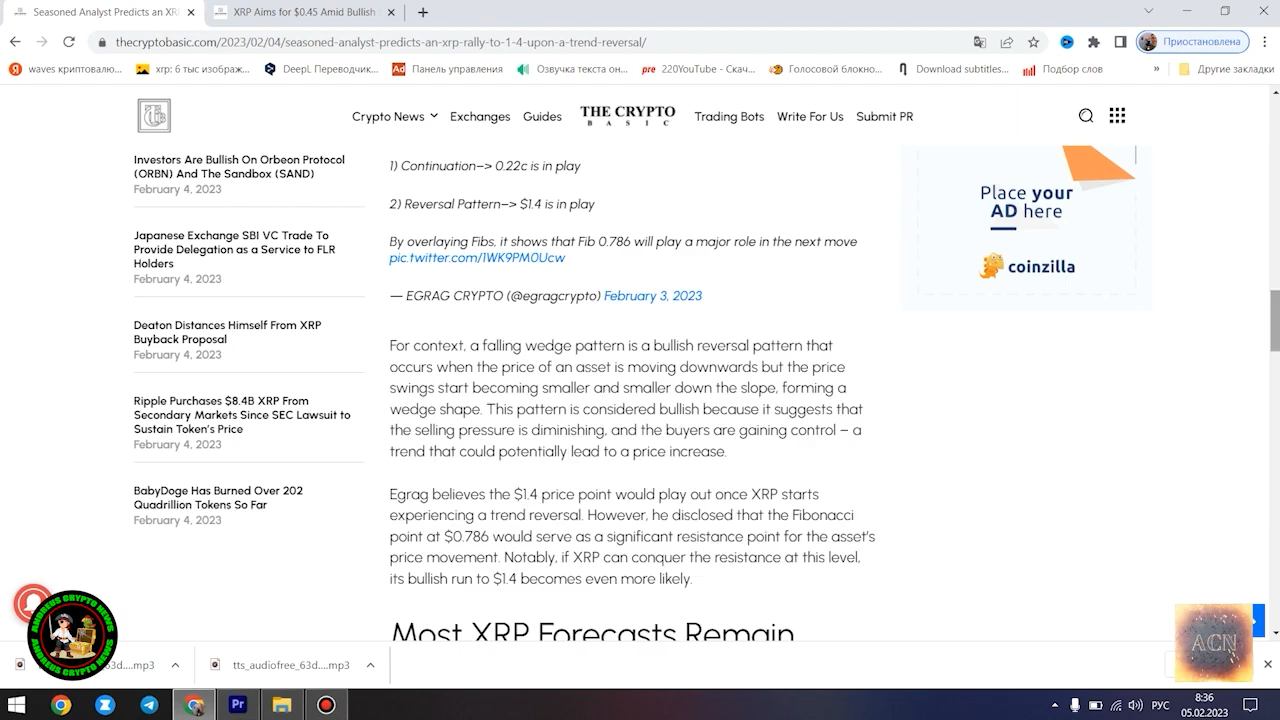 Seasoned Analyst Predicts an XR
XRP Aims for $0.45 Amid Bullish
thecryptobasic.com/2023/02/04/seasoned-analyst-predicts-an-xrp-rally-to-1-4-upon-a-trend-reversal/
Приостановлена
waves криптовалю...
xrp: 6 тыс изображ...
DeepL Переводчик...
Панель управления
Озвучка текста он...
220YouTube - Скач...
Голосовой блокно...
Download subtitles...
Подбор слов
»
Другие закладки
Crypto News
Exchanges
Guides
THE CRYPTO
BASIC
Trading Bots
Write For Us
Submit PR
Investors Are Bullish On Orbeon Protocol
(ORBN) And The Sandbox (SAND)
February 4, 2023
Japanese Exchange SBI VC Trade To
Provide Delegation as a Service to FLR
Holders
February 4, 2023
Deaton Distances Himself From XRP
Buyback Proposal
February 4, 2023
Ripple Purchases $8.4B XRP From
Secondary Markets Since SEC Lawsuit to
Sustain Token's Price
February 4, 2023
BabyDoge Has Burned Over 202
Quadrillion Tokens So Far
February 4, 2023
1) Continuation–> 0.22c is in play
2) Reversal Pattern–> $1.4 is in play
By overlaying Fibs, it shows that Fib 0.786 will play a major role in the next move
pic.twitter.com/1WK9PM0Ucw
— EGRAG CRYPTO (@egragcrypto) February 3, 2023
For context, a falling wedge pattern is a bullish reversal pattern that
occurs when the price of an asset is moving downwards but the price
swings start becoming smaller and smaller down the slope, forming a
wedge shape. This pattern is considered bullish because it suggests that
the selling pressure is diminishing, and the buyers are gaining control – a
trend that could potentially lead to a price increase.
Egrag believes the $1.4 price point would play out once XRP starts
experiencing a trend reversal. However, he disclosed that the Fibonacci
point at $0.786 would serve as a significant resistance point for the asset's
price movement. Notably, if XRP can conquer the resistance at this level,
its bullish run to $1.4 becomes even more likely.
Most XRP Forecasts Remain
Place your
AD here
coinzilla
ANDREUS CRYPTO NEWS
ANDREUS CRYPTO NEWS
ACN
63d....mp3
tts_audiofree_63d....mp3
РУС
8:36
05.02.2023